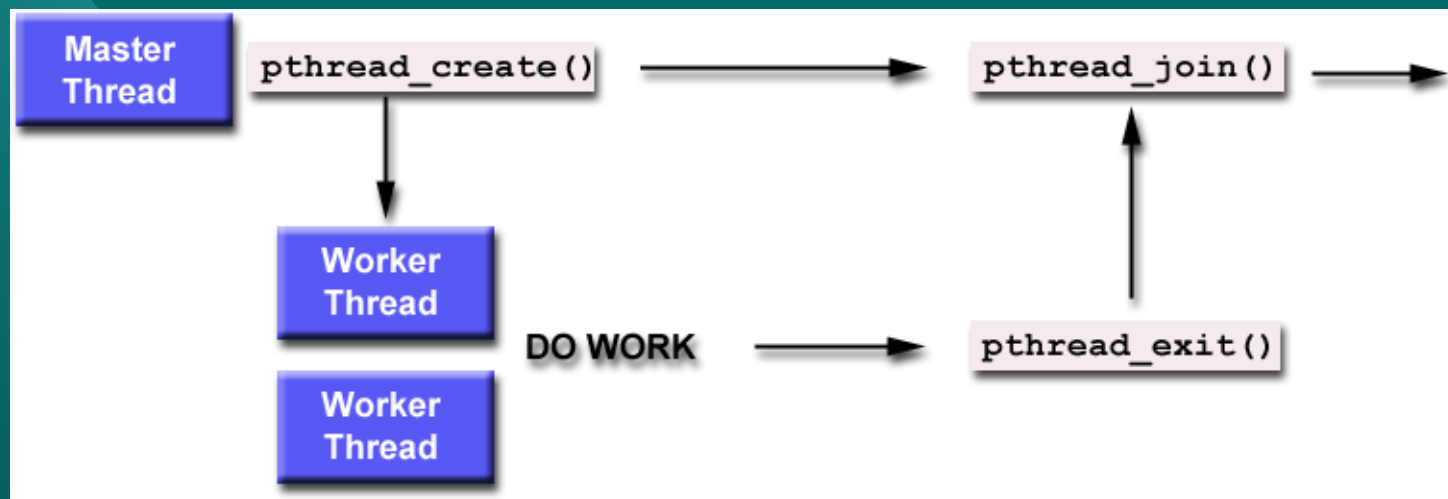 Master
Thread
pthread_create()
pthread_join()
Worker
Thread
DO WORK
pthread_exit()
Worker
Thread